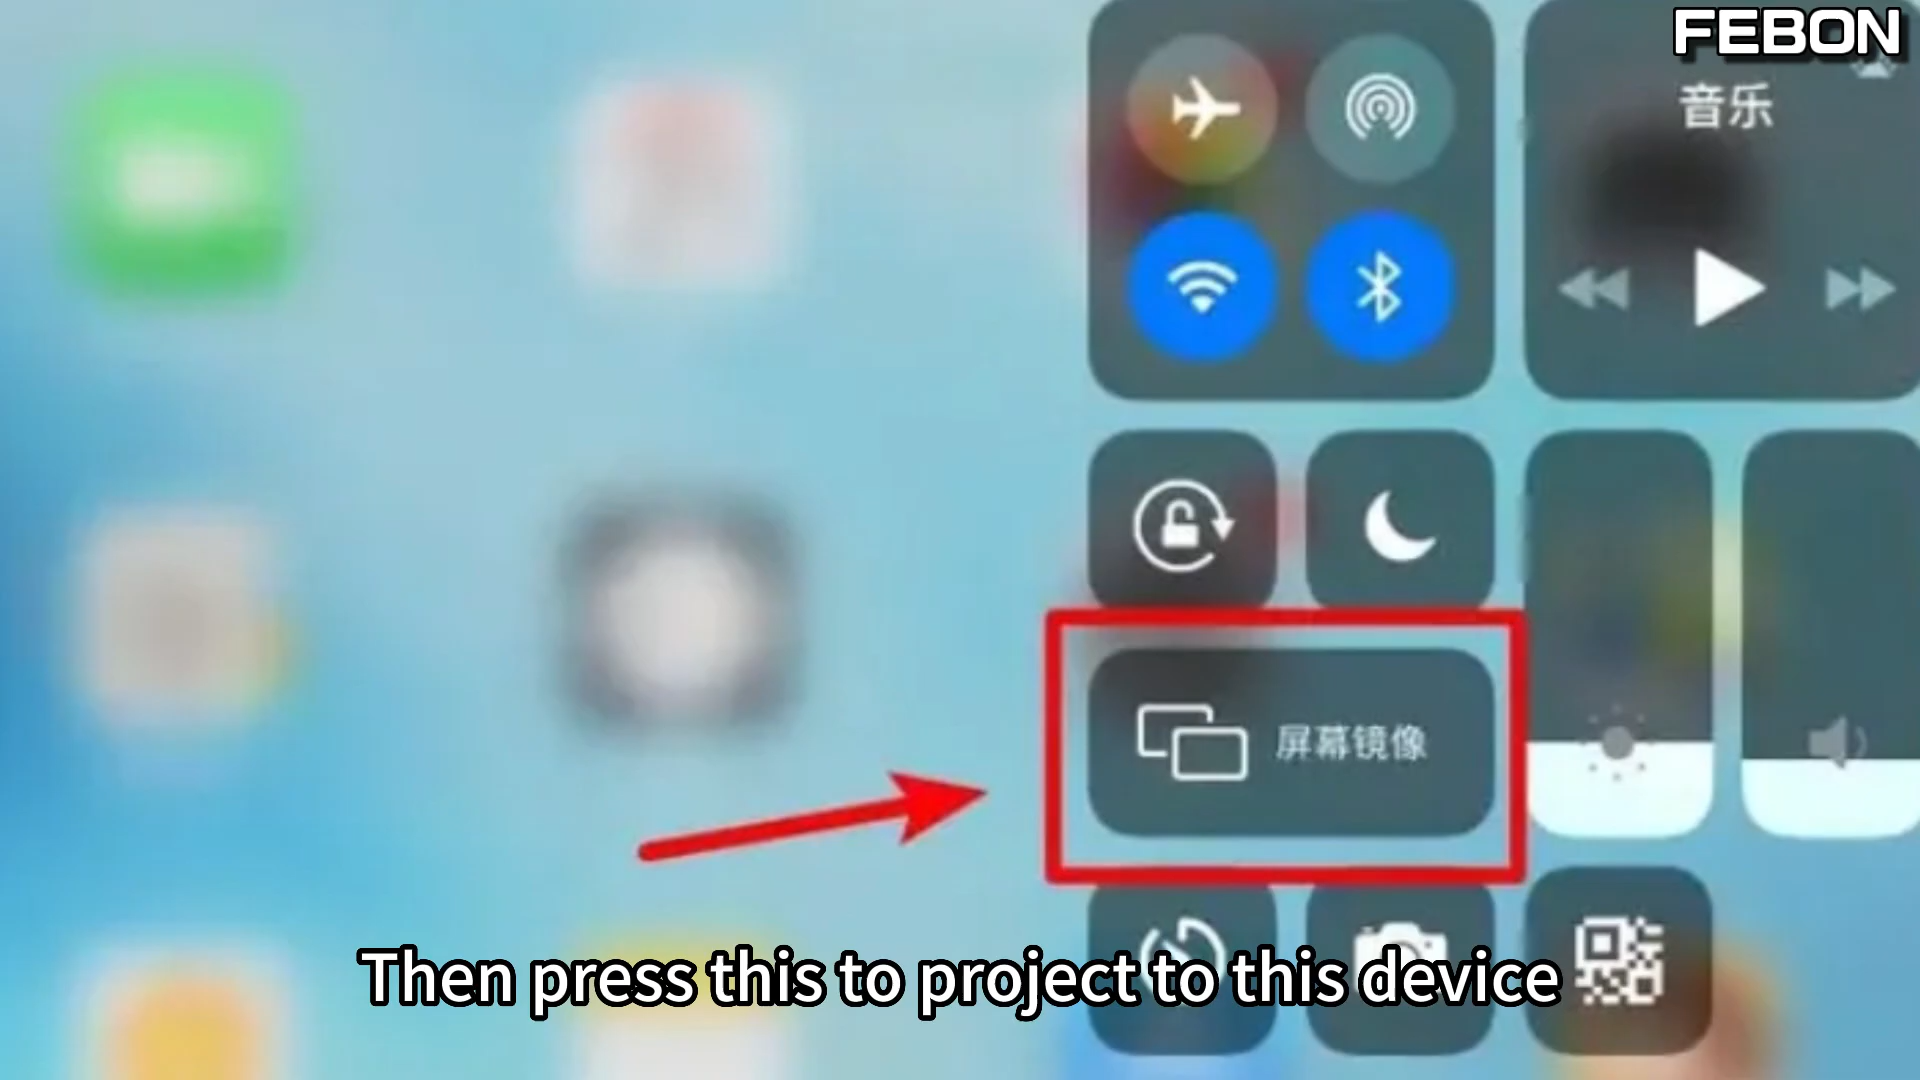 FEBON
音乐
屏幕镜像
Then press this to project to this device